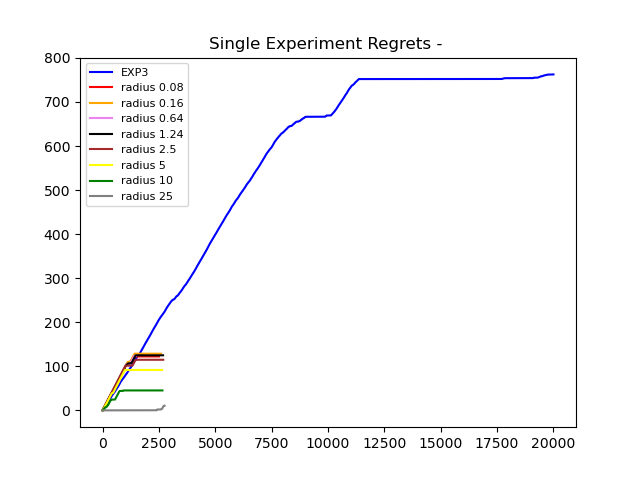 Single Experiment Regrets -
800
700
600
500
400
300
200
100
0
EXP3
radius 0.08
radius 0.16
radius 0.64
radius 1.24
radius 2.5
radius 5
radius 10
radius 25
0 2500 5000 7500 10000 12500 15000 17500 20000